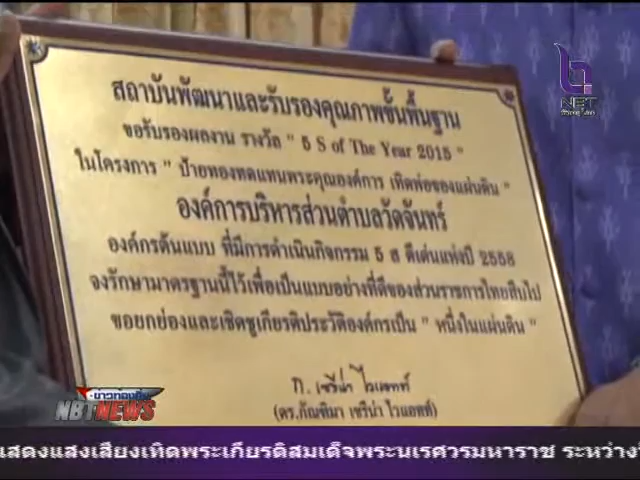 สถาบันพัฒนาและรับรองคุณภาพขั้นพื้นฐาน
ขอรับรองผลงาน รางวัล " 5 S of The Year 2015 "
ในโครงการ " ป้ายทองทดแทนพระคุณองค์การ เทิดพ่อของแผ่นดิน "
องค์การบริหารส่วนตำบลวัดจันทร์
องค์กรต้นแบบ ที่มีการดำเนินกิจกรรม 5 ส ดีเด่นแห่งปี 2558
จงรักษามาตรฐานนี้ไว้เพื่อเป็นแบบอย่างที่ดีของส่วนราชการไทยสืบไป
ขอยกย่องและเชิดชูเกียรติประวัติองค์กรเป็น " หนึ่งในแผ่นดิน "
(ดร.กัณฑิมา เซรีน่า ไวแอทท์)
NBT
ข่าวท้องถิ่น
NBT NEWS
แสดงแสงเสียงเทิดพระเกียรติสมเด็จพระนเรศวรมหาราช ระหว่างวั